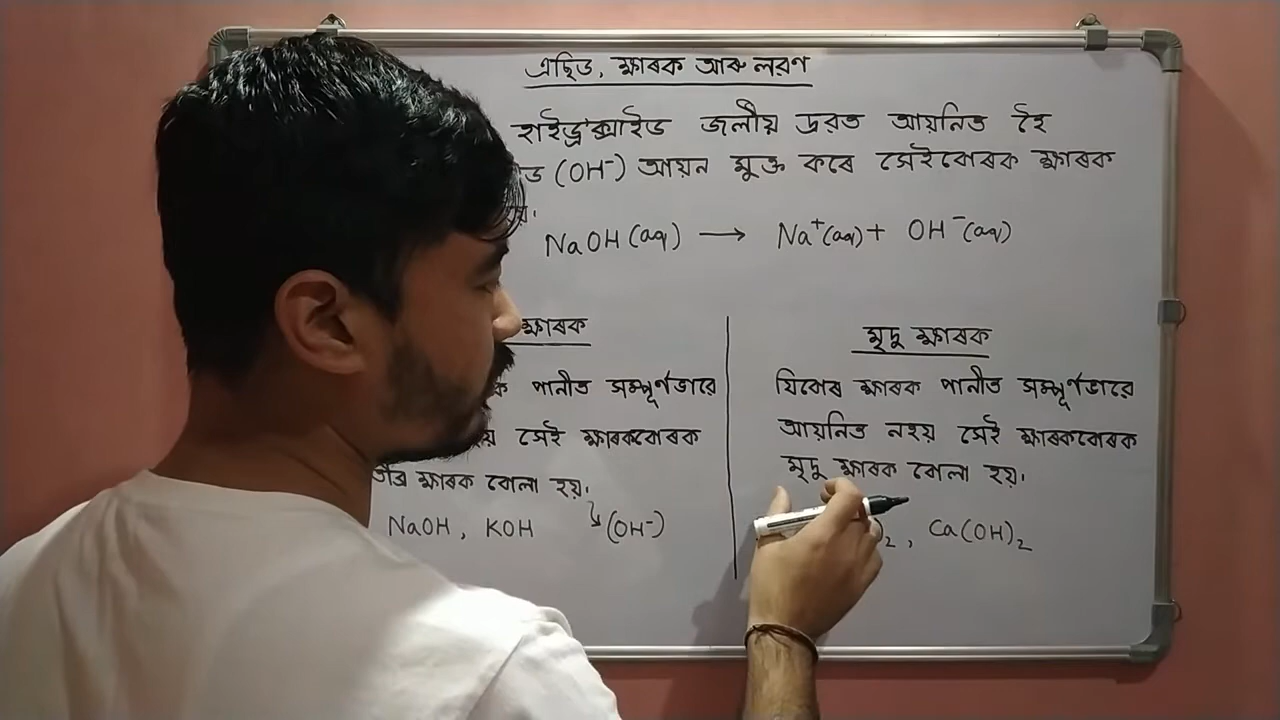 এছিড, ক্ষাৰক আৰু লৱণ
হাইড্ৰ'ক্সাইড জলীয় দ্ৰৱত আয়নিত হৈ
(OH⁻) আয়ন মুক্ত কৰে সেইবোৰক ক্ষাৰক
NaOH(aq) → Na⁺(aq) + OH⁻(aq)
ক্ষাৰক
পানীত সম্পূৰ্ণভাৱে
সেই ক্ষাৰকবোৰক
তীব্ৰ ক্ষাৰক বোলা হয়.
NaOH, KOH (OH⁻)
মৃদু ক্ষাৰক
যিবোৰ ক্ষাৰক পানীত সম্পূৰ্ণভাৱে
আয়নিত নহয় সেই ক্ষাৰকবোৰক
মৃদু ক্ষাৰক বোলা হয়.
)₂, Ca(OH)₂